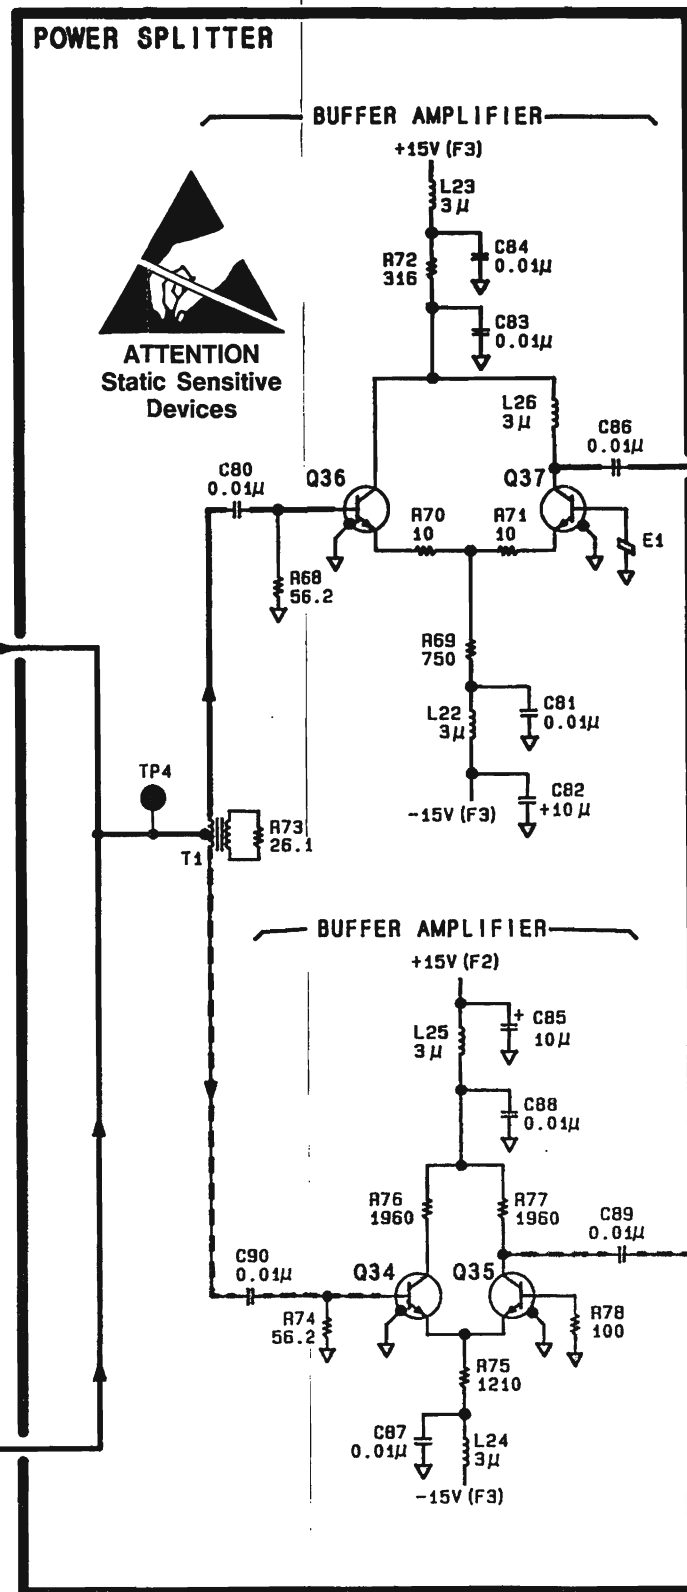 POWER SPLITTER
BUFFER AMPLIFIER
+15V (F3)
L23
3µ
R72
316
C84
0.01µ
C83
0.01µ
ATTENTION
Static Sensitive
Devices
L26
3µ
C86
0.01µ
C80
0.01µ
Q36
Q37
R70
10
R71
10
E1
R68
56.2
R69
750
L22
3µ
C81
0.01µ
TP4
C82
+10µ
-15V (F3)
R73
26.1
T1
BUFFER AMPLIFIER
+15V (F2)
L25
3µ
+ C85
10µ
C88
0.01µ
R76
1960
R77
1960
C89
0.01µ
C90
0.01µ
Q34
Q35
R74
56.2
R78
100
R75
1210
C87
0.01µ
L24
3µ
-15V (F3)